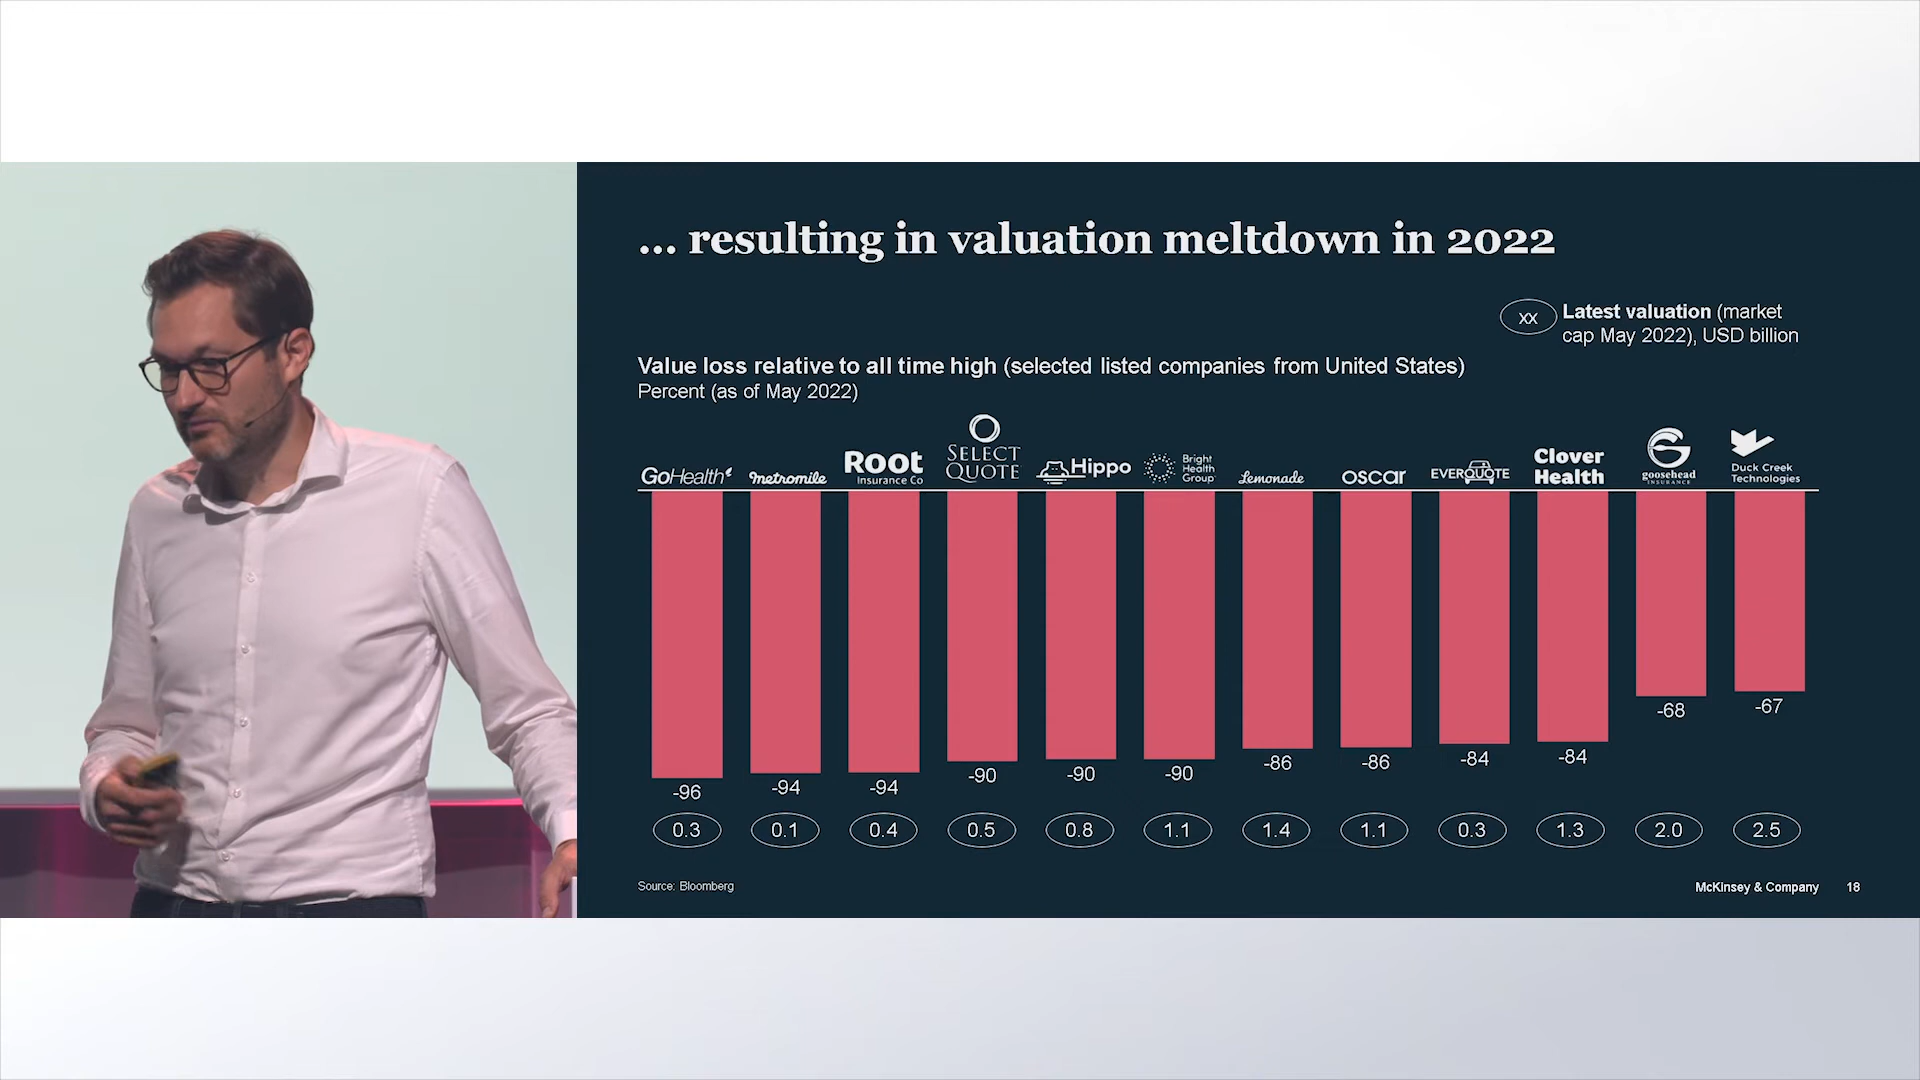 ... resulting in valuation meltdown in 2022
xx
Latest valuation (market
cap May 2022), USD billion
Value loss relative to all time high (selected listed companies from United States)
Percent (as of May 2022)
GoHealth
metromile
Root
Insurance Co
SELECT
QUOTE
Hippo
Bright
Health
Group
Lemonade
oscar
EVERQUOTE
Clover
Health
goosehead
INSURANCE
Duck Creek
Technologies
-96
-94
-94
-90
-90
-90
-86
-86
-84
-84
-68
-67
0.3
0.1
0.4
0.5
0.8
1.1
1.4
1.1
0.3
1.3
2.0
2.5
Source: Bloomberg
McKinsey & Company 18